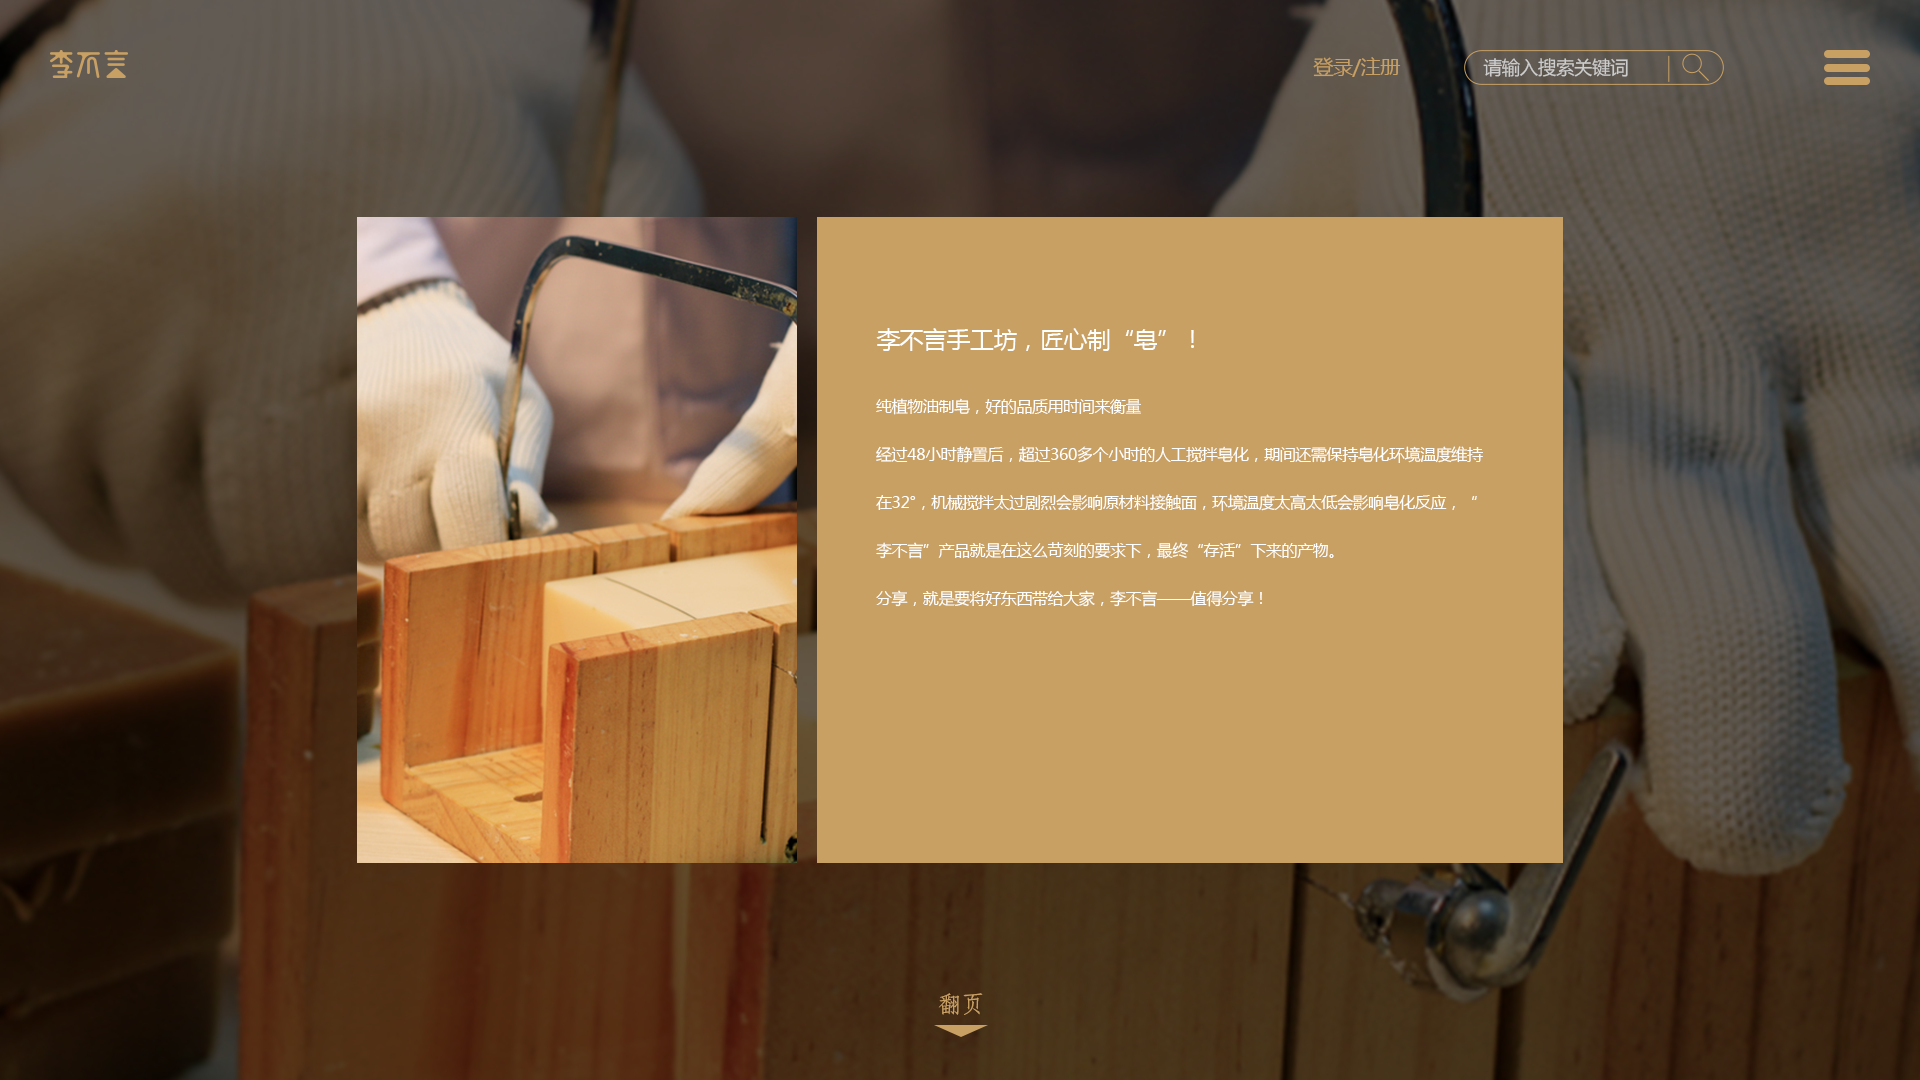 李不言
登录/注册
请输入搜索关键词
李不言手工坊，匠心制“皂”！
纯植物油制皂，好的品质用时间来衡量
经过48小时静置后，超过360多个小时的人工搅拌皂化，期间还需保持皂化环境温度维持
在32°，机械搅拌太过剧烈会影响原材料接触面，环境温度太高太低会影响皂化反应，“
李不言”产品就是在这么苛刻的要求下，最终“存活”下来的产物。
分享，就是要将好东西带给大家，李不言——值得分享！
翻页